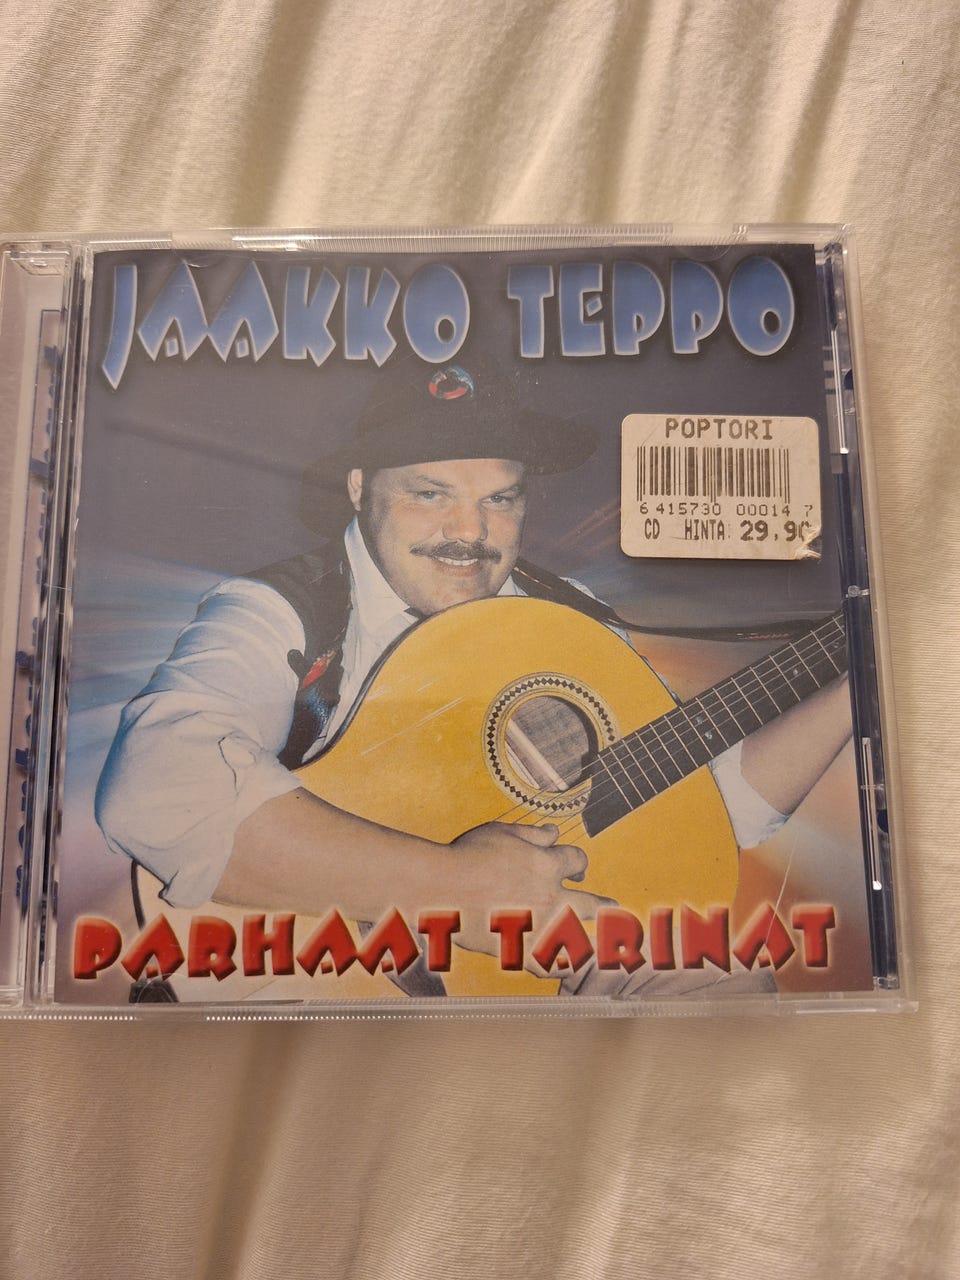 JAAKKO TEPPO
POPTORI
6 415730 00014 7
CD HINTA: 29,90
PARHAAT TARINAT